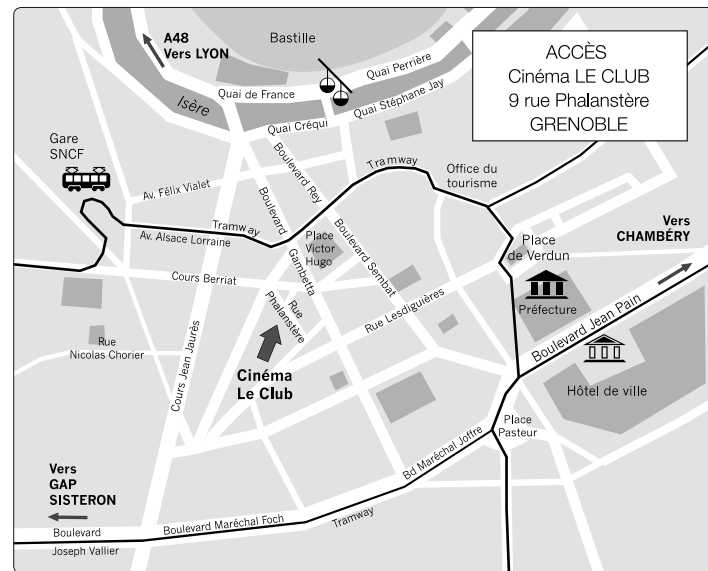 A48
Vers LYON
Bastille
ACCÈS
Cinéma LE CLUB
9 rue Phalanstère
GRENOBLE
Quai Perrière
Quai de France
Isère
Quai Stéphane Jay
Quai Créqui
Gare
SNCF
Tramway
Office du
tourisme
Av. Félix Vialet
Boulevard Rey
Boulevard
Gambetta
Tramway
Av. Alsace Lorraine
Place
Victor
Hugo
Boulevard Sembat
Place
de Verdun
Vers
CHAMBÉRY
Cours Berriat
Rue
Phalanstère
Rue Lesdiguières
Préfecture
Boulevard Jean Pain
Rue
Nicolas Chorier
Cours Jean Jaurès
Cinéma
Le Club
Hôtel de ville
Place
Pasteur
Bd Maréchal Joffre
Vers
GAP
SISTERON
Boulevard Maréchal Foch
Tramway
Boulevard
Joseph Vallier